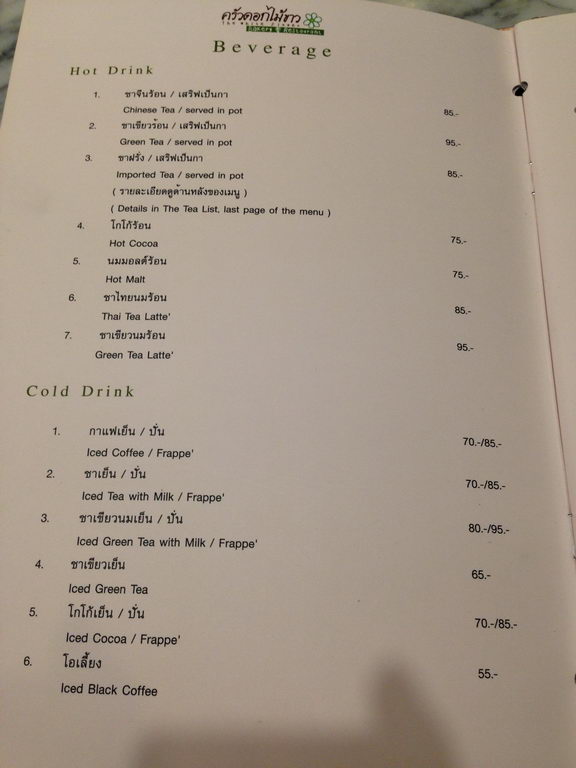 ครัวดอกไม้ขาว
The White Flower
Bakery & Restaurant
Beverage
Hot Drink
1. ชาจีนร้อน / เสริฟเป็นกา
Chinese Tea / served in pot 85.-
2. ชาเขียวร้อน / เสริฟเป็นกา
Green Tea / served in pot 95.-
3. ชาฝรั่ง / เสริฟเป็นกา
Imported Tea / served in pot 85.-
( รายละเอียดดูด้านหลังของเมนู )
( Details in The Tea List, last page of the menu )
4. โกโก้ร้อน
Hot Cocoa 75.-
5. นมมอลต์ร้อน
Hot Malt 75.-
6. ชาไทยนมร้อน
Thai Tea Latte' 85.-
7. ชาเขียวนมร้อน
Green Tea Latte' 95.-
Cold Drink
1. กาแฟเย็น / ปั่น
Iced Coffee / Frappe' 70.-/85.-
2. ชาเย็น / ปั่น
Iced Tea with Milk / Frappe' 70.-/85.-
3. ชาเขียวนมเย็น / ปั่น
Iced Green Tea with Milk / Frappe' 80.-/95.-
4. ชาเขียวเย็น
Iced Green Tea 65.-
5. โกโก้เย็น / ปั่น
Iced Cocoa / Frappe' 70.-/85.-
6. โอเลี้ยง
Iced Black Coffee 55.-